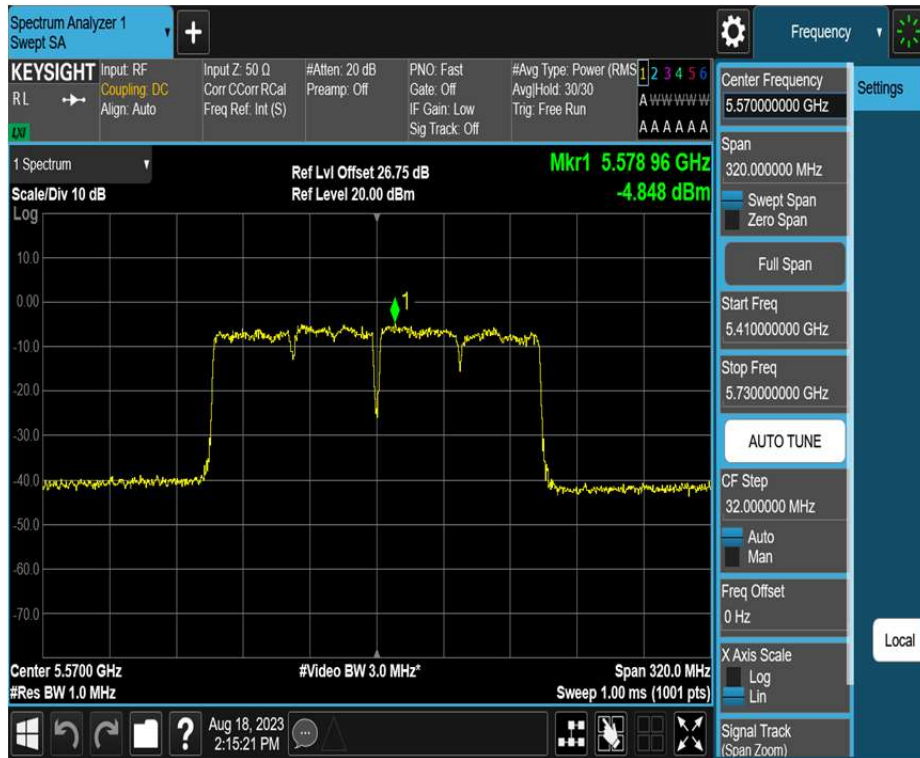 Spectrum Analyzer 1
Swept SA
+
Frequency
KEYSIGHT
RL
LXI
Input: RF
Coupling: DC
Align: Auto
Input Z: 50 Ω
Corr CCorr RCal
Freq Ref: Int (S)
#Atten: 20 dB
Preamp: Off
PNO: Fast
Gate: Off
IF Gain: Low
Sig Track: Off
#Avg Type: Power (RMS
Avg|Hold: 30/30
Trig: Free Run
1 2 3 4 5 6
A W W W W W
A A A A A A
1 Spectrum
Scale/Div 10 dB
Log
Ref Lvl Offset 26.75 dB
Ref Level 20.00 dBm
Mkr1 5.578 96 GHz
-4.848 dBm
10.0
0.00
-10.0
-20.0
-30.0
-40.0
-50.0
-60.0
-70.0
1
Center 5.5700 GHz
#Res BW 1.0 MHz
#Video BW 3.0 MHz*
Span 320.0 MHz
Sweep 1.00 ms (1001 pts)
?
Aug 18, 2023
2:15:21 PM
Center Frequency
5.570000000 GHz
Span
320.000000 MHz
Swept Span
Zero Span
Full Span
Start Freq
5.410000000 GHz
Stop Freq
5.730000000 GHz
AUTO TUNE
CF Step
32.000000 MHz
Auto
Man
Freq Offset
0 Hz
X Axis Scale
Log
Lin
Signal Track
(Span Zoom)
Settings
Local